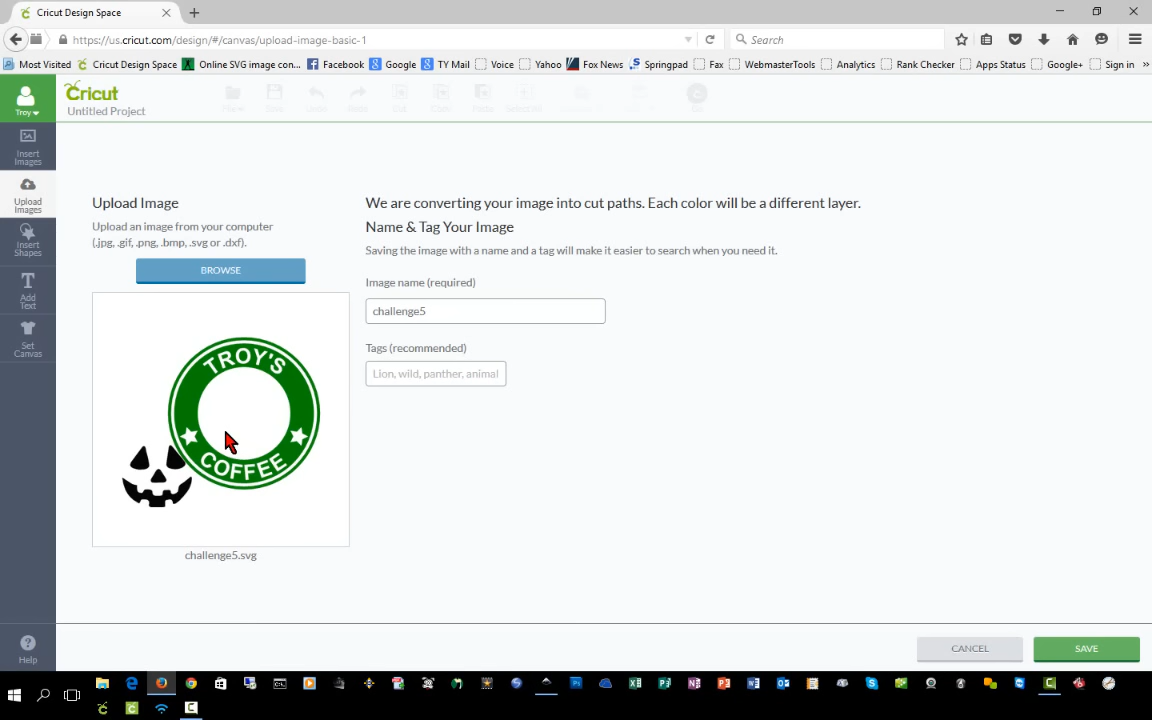 Cricut Design Space
https://us.cricut.com/design/#/canvas/upload-image-basic-1
Search
Most Visited
Cricut Design Space
Online SVG image con...
Facebook
Google
TY Mail
Voice
Yahoo
Fox News
Springpad
Fax
WebmasterTools
Analytics
Rank Checker
Apps Status
Google+
Sign in
Troy
Cricut
Untitled Project
Insert Images
Upload Images
Insert Shapes
Add Text
Set Canvas
Help
Upload Image
Upload an image from your computer
(.jpg, .gif, .png, .bmp, .svg or .dxf).
BROWSE
TROY'S
COFFEE
challenge5.svg
We are converting your image into cut paths. Each color will be a different layer.
Name & Tag Your Image
Saving the image with a name and a tag will make it easier to search when you need it.
Image name (required)
challenge5
Tags (recommended)
Lion, wild, panther, animal
CANCEL
SAVE